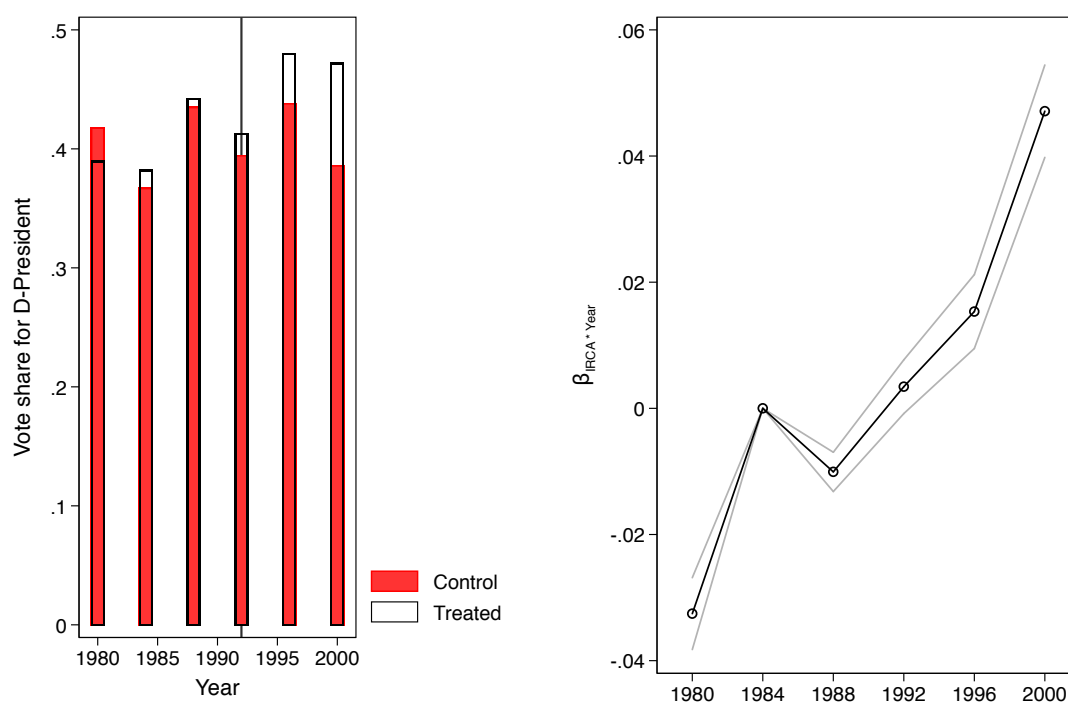 Vote share for D-President
.5
.4
.3
.2
.1
0
1980 1985 1990 1995 2000
Year
Control
Treated
βIRCA * Year
.06
.04
.02
0
-.02
-.04
1980 1984 1988 1992 1996 2000